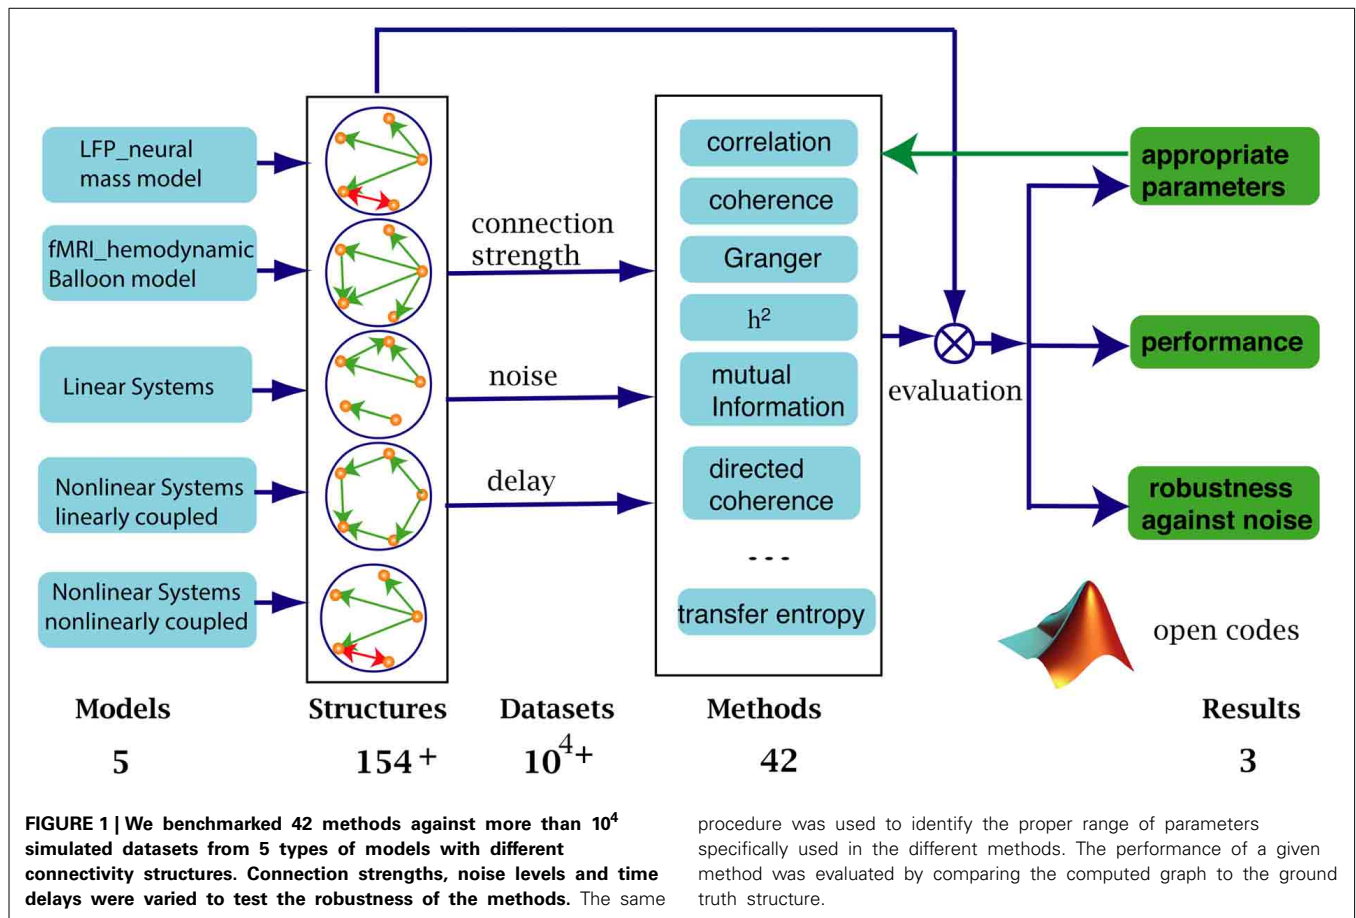 LFP_neural
mass model
fMRI_hemodynamic
Balloon model
Linear Systems
Nonlinear Systems
linearly coupled
Nonlinear Systems
nonlinearly coupled
connection
strength
noise
delay
correlation
coherence
Granger
h²
mutual
Information
directed
coherence
- - -
transfer entropy
evaluation
appropriate
parameters
performance
robustness
against noise
open codes
Models
Structures
Datasets
Methods
Results
5
154+
10⁴+
42
3
FIGURE 1 | We benchmarked 42 methods against more than 10⁴
simulated datasets from 5 types of models with different
connectivity structures. Connection strengths, noise levels and time
delays were varied to test the robustness of the methods. The same
procedure was used to identify the proper range of parameters
specifically used in the different methods. The performance of a given
method was evaluated by comparing the computed graph to the ground
truth structure.